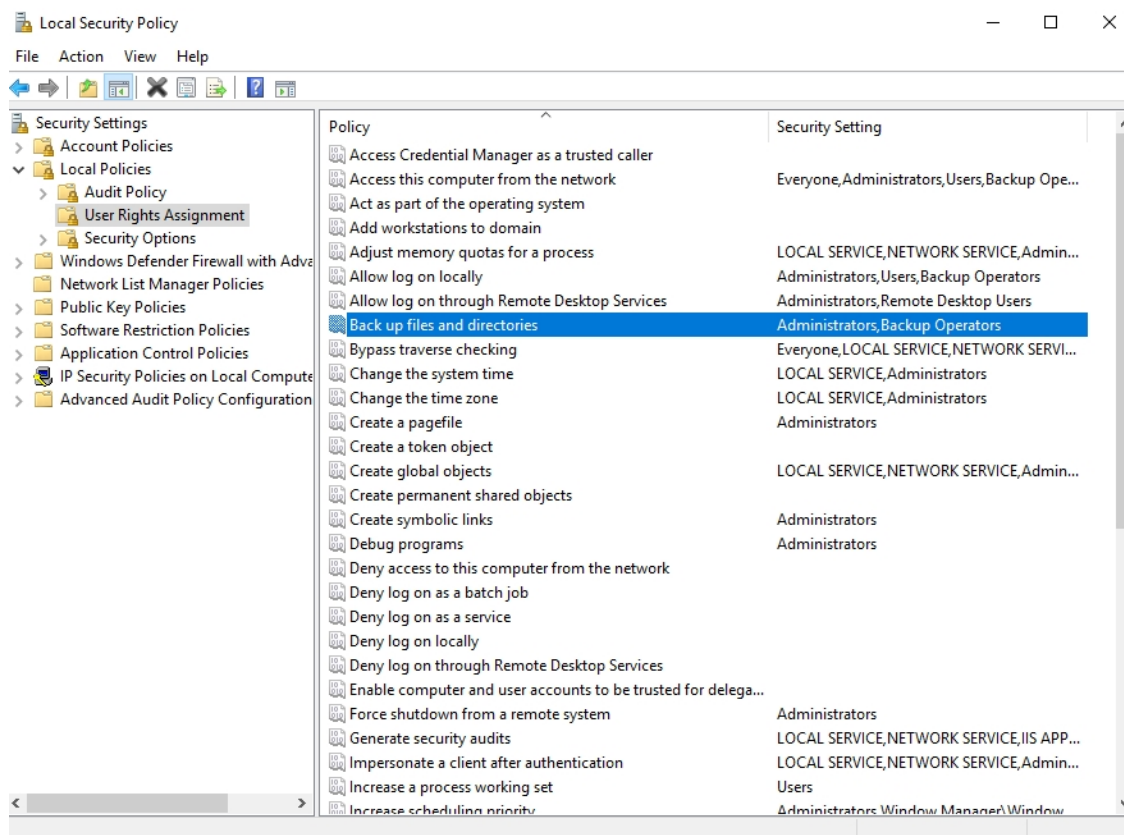 Local Security Policy
File Action View Help
Security Settings
Account Policies
Local Policies
Audit Policy
User Rights Assignment
Security Options
Windows Defender Firewall with Adva
Network List Manager Policies
Public Key Policies
Software Restriction Policies
Application Control Policies
IP Security Policies on Local Compute
Advanced Audit Policy Configuration
Policy Security Setting
Access Credential Manager as a trusted caller
Access this computer from the network Everyone,Administrators,Users,Backup Ope...
Act as part of the operating system
Add workstations to domain
Adjust memory quotas for a process LOCAL SERVICE,NETWORK SERVICE,Admin...
Allow log on locally Administrators,Users,Backup Operators
Allow log on through Remote Desktop Services Administrators,Remote Desktop Users
Back up files and directories Administrators,Backup Operators
Bypass traverse checking Everyone,LOCAL SERVICE,NETWORK SERVI...
Change the system time LOCAL SERVICE,Administrators
Change the time zone LOCAL SERVICE,Administrators
Create a pagefile Administrators
Create a token object
Create global objects LOCAL SERVICE,NETWORK SERVICE,Admin...
Create permanent shared objects
Create symbolic links Administrators
Debug programs Administrators
Deny access to this computer from the network
Deny log on as a batch job
Deny log on as a service
Deny log on locally
Deny log on through Remote Desktop Services
Enable computer and user accounts to be trusted for delega...
Force shutdown from a remote system Administrators
Generate security audits LOCAL SERVICE,NETWORK SERVICE,IIS APP...
Impersonate a client after authentication LOCAL SERVICE,NETWORK SERVICE,Admin...
Increase a process working set Users
Increase scheduling priority Administrators,Window Manager\Window